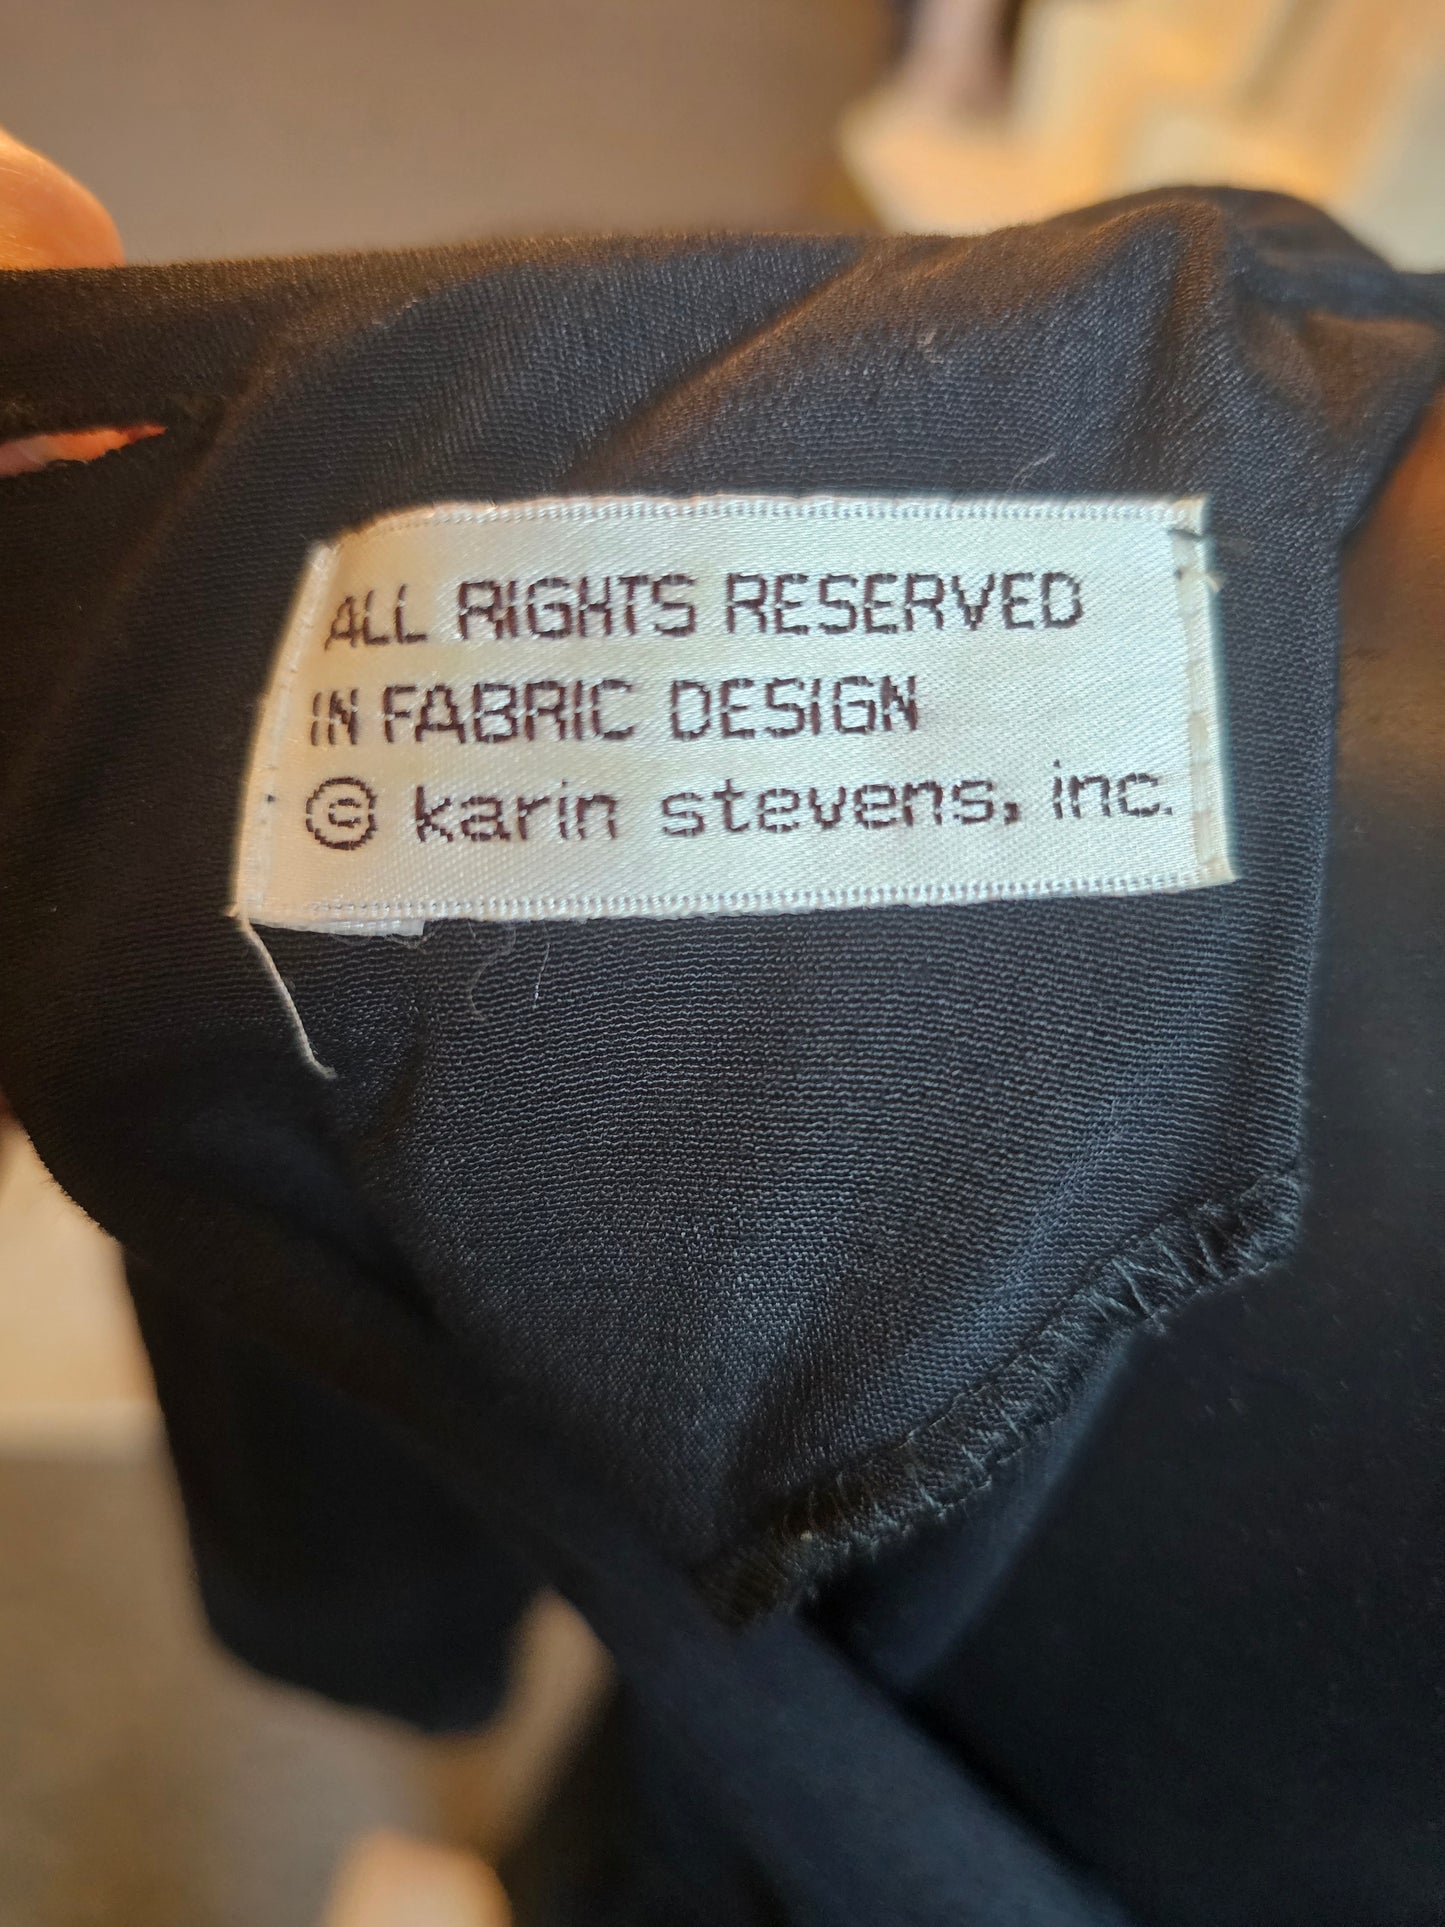 ALL RIGHTS RESERVED
IN FABRIC DESIGN
© karin stevens, inc.